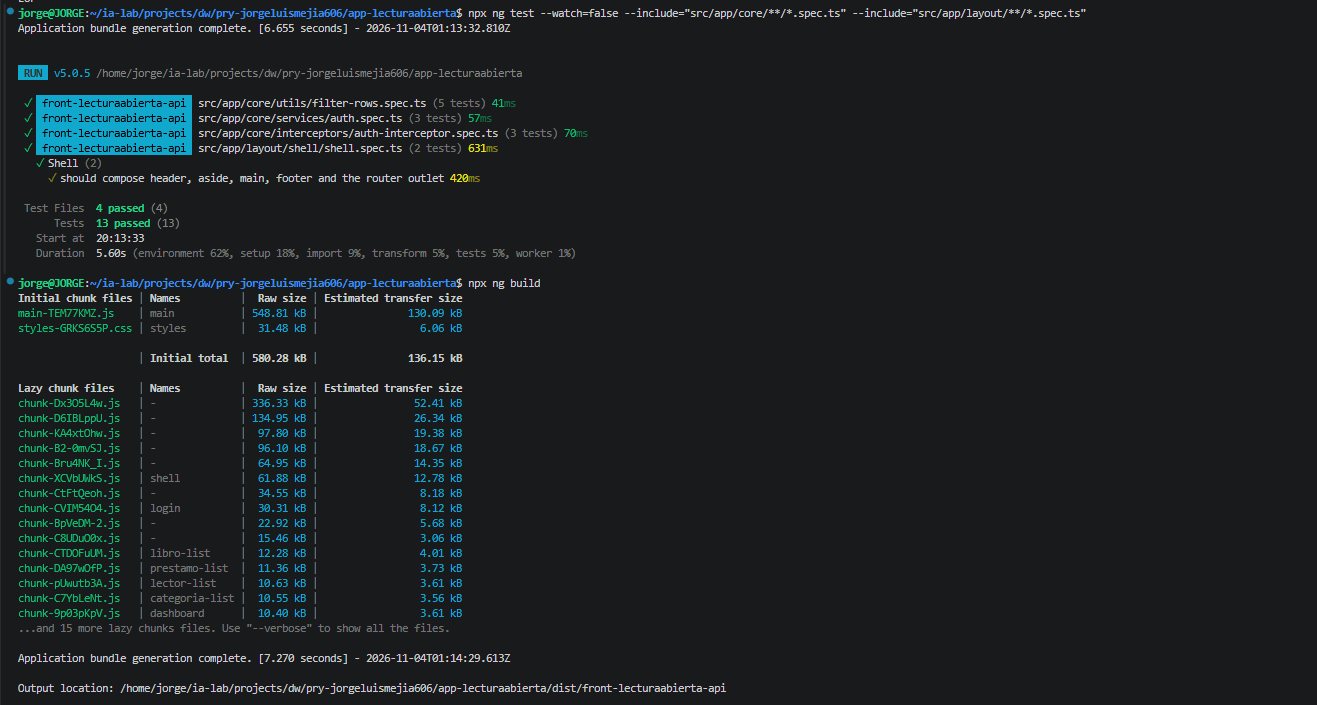 jorge@JORGE:~/ia-lab/projects/dw/pry-jorgeluismejia606/app-lecturaabierta$ npx ng test --watch=false --include="src/app/core/**/*.spec.ts" --include="src/app/layout/**/*.spec.ts"
Application bundle generation complete. [6.655 seconds] - 2026-11-04T01:13:32.810Z
RUN v5.0.5 /home/jorge/ia-lab/projects/dw/pry-jorgeluismejia606/app-lecturaabierta
✓ front-lecturaabierta-api src/app/core/utils/filter-rows.spec.ts (5 tests) 41ms
✓ front-lecturaabierta-api src/app/core/services/auth.spec.ts (3 tests) 57ms
✓ front-lecturaabierta-api src/app/core/interceptors/auth-interceptor.spec.ts (3 tests) 70ms
✓ front-lecturaabierta-api src/app/layout/shell/shell.spec.ts (2 tests) 631ms
✓ Shell (2)
✓ should compose header, aside, main, footer and the router outlet 420ms
Test Files 4 passed (4)
Tests 13 passed (13)
Start at 20:13:33
Duration 5.60s (environment 62%, setup 18%, import 9%, transform 5%, tests 5%, worker 1%)
jorge@JORGE:~/ia-lab/projects/dw/pry-jorgeluismejia606/app-lecturaabierta$ npx ng build
Initial chunk files | Names | Raw size | Estimated transfer size
main-TEM77KMZ.js | main | 548.81 kB | 130.09 kB
styles-GRKS6S5P.css | styles | 31.48 kB | 6.06 kB
| Initial total | 580.28 kB | 136.15 kB
Lazy chunk files | Names | Raw size | Estimated transfer size
chunk-Dx3O5L4w.js | - | 336.33 kB | 52.41 kB
chunk-D6IBLppU.js | - | 134.95 kB | 26.34 kB
chunk-KA4xtOhw.js | - | 97.80 kB | 19.38 kB
chunk-B2-0mvSJ.js | - | 96.10 kB | 18.67 kB
chunk-Bru4NK_I.js | - | 64.95 kB | 14.35 kB
chunk-XCVbUWkS.js | shell | 61.88 kB | 12.78 kB
chunk-CtFtQeoh.js | - | 34.55 kB | 8.18 kB
chunk-CVIM54O4.js | login | 30.31 kB | 8.12 kB
chunk-BpVeDM-2.js | - | 22.92 kB | 5.68 kB
chunk-C8UDuO0x.js | - | 15.46 kB | 3.06 kB
chunk-CTDOFuUM.js | libro-list | 12.28 kB | 4.01 kB
chunk-DA97wOfP.js | prestamo-list | 11.36 kB | 3.73 kB
chunk-pUwutb3A.js | lector-list | 10.63 kB | 3.61 kB
chunk-C7YbLeNt.js | categoria-list | 10.55 kB | 3.56 kB
chunk-9p03pKpV.js | dashboard | 10.40 kB | 3.61 kB
...and 15 more lazy chunks files. Use "--verbose" to show all the files.
Application bundle generation complete. [7.270 seconds] - 2026-11-04T01:14:29.613Z
Output location: /home/jorge/ia-lab/projects/dw/pry-jorgeluismejia606/app-lecturaabierta/dist/front-lecturaabierta-api